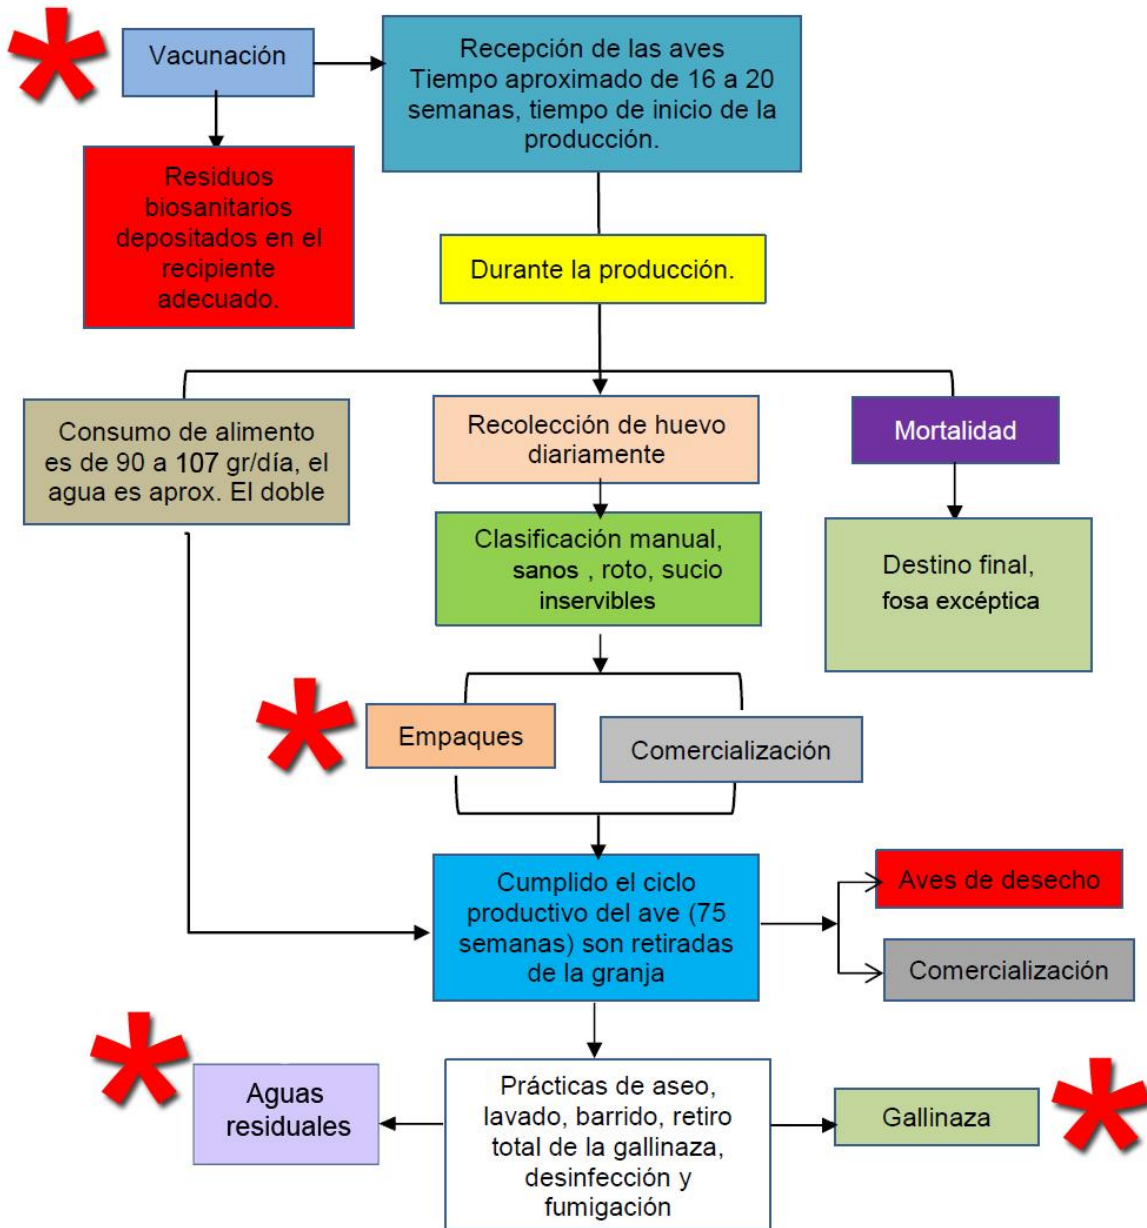 Vacunación
Recepción de las aves
Tiempo aproximado de 16 a 20
semanas, tiempo de inicio de la
producción.
Residuos
biosanitarios
depositados en el
recipiente
adecuado.
Durante la producción.
Consumo de alimento
es de 90 a 107 gr/día, el
agua es aprox. El doble
Recolección de huevo
diariamente
Mortalidad
Clasificación manual,
sanos , roto, sucio
inservibles
Destino final,
fosa excéptica
Empaques
Comercialización
Cumplido el ciclo
productivo del ave (75
semanas) son retiradas
de la granja
Aves de desecho
Comercialización
Aguas
residuales
Prácticas de aseo,
lavado, barrido, retiro
total de la gallinaza,
desinfección y
fumigación
Gallinaza